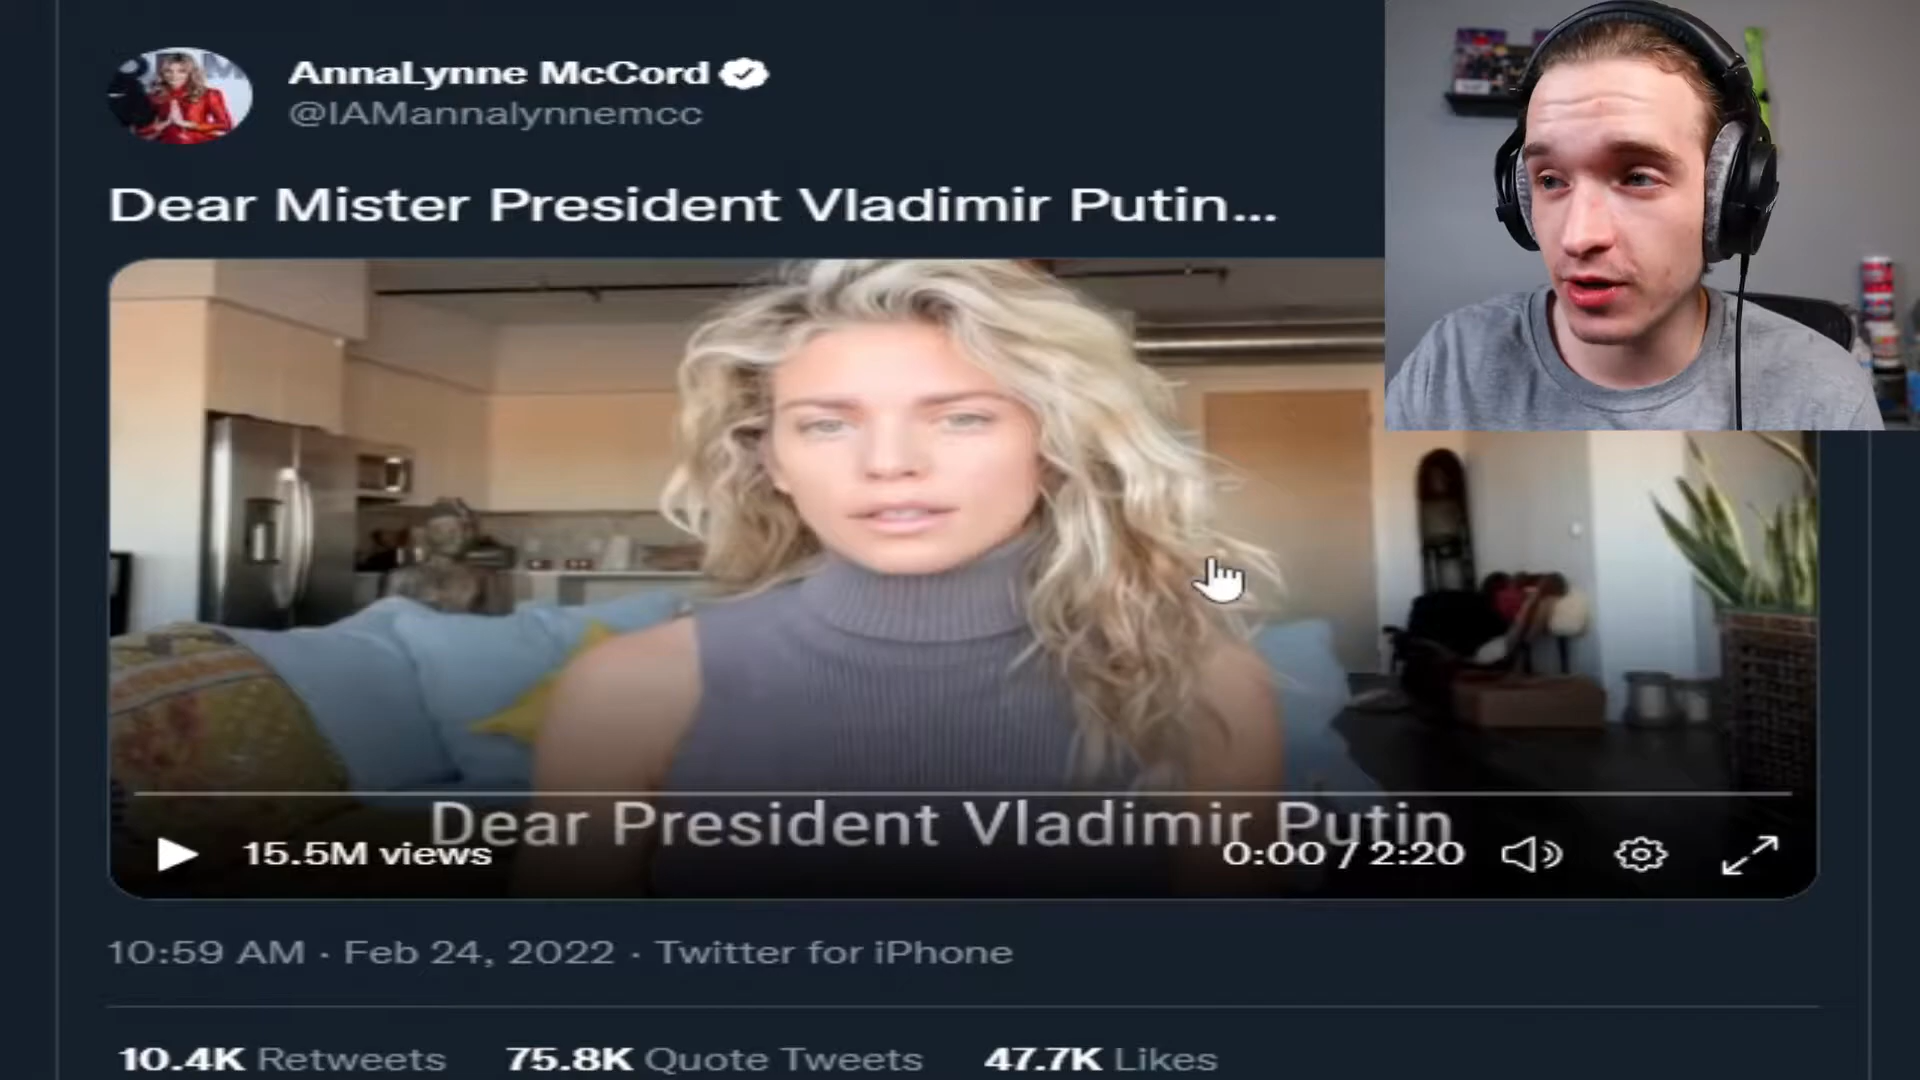 AnnaLynne McCord
@IAMannalynnemcc
Dear Mister President Vladimir Putin...
Dear President Vladimir Putin
15.5M views
0:00 / 2:20
10:59 AM · Feb 24, 2022 · Twitter for iPhone
10.4K Retweets 75.8K Quote Tweets 47.7K Likes